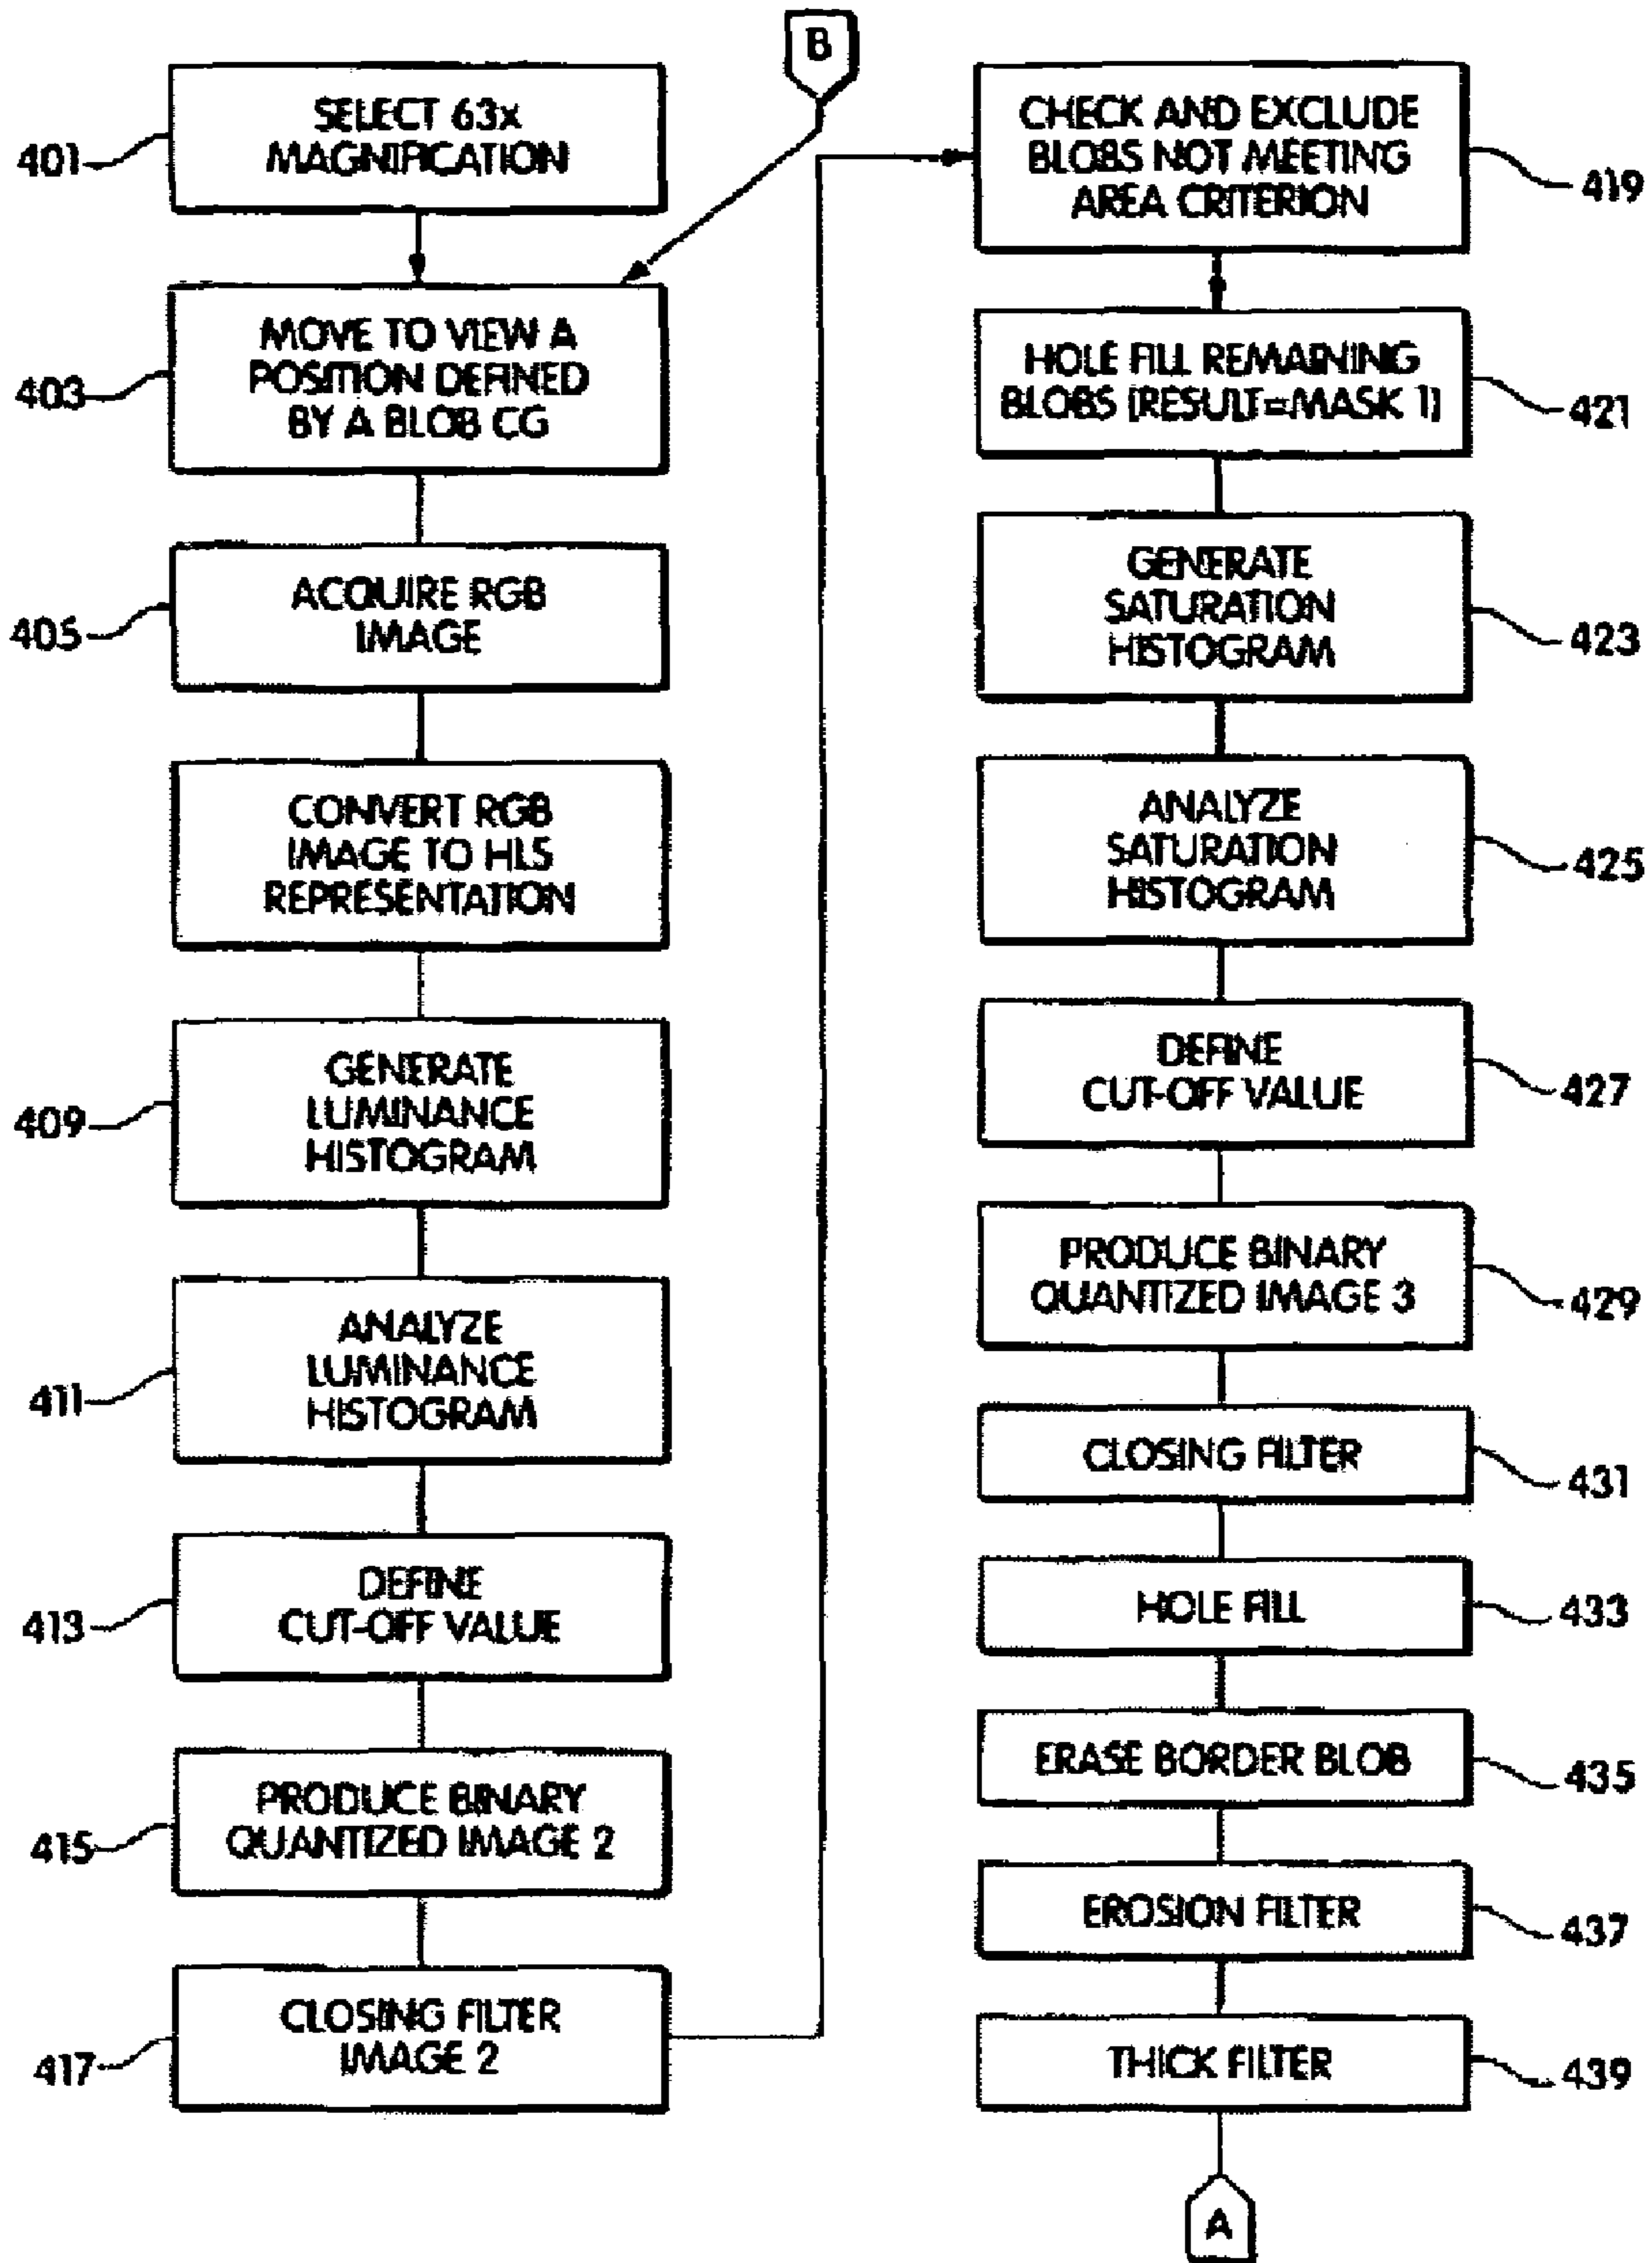 B
401
SELECT 63x
MAGNIFICATION
403
MOVE TO VIEW A
POSITION DEFINED
BY A BLOB CG
405
ACQUIRE RGB
IMAGE
CONVERT RGB
IMAGE TO HLS
REPRESENTATION
409
GENERATE
LUMINANCE
HISTOGRAM
411
ANALYZE
LUMINANCE
HISTOGRAM
413
DEFINE
CUT-OFF VALUE
415
PRODUCE BINARY
QUANTIZED IMAGE 2
417
CLOSING FILTER
IMAGE 2
CHECK AND EXCLUDE
BLOBS NOT MEETING
AREA CRITERION
419
HOLE FILL REMAINING
BLOBS (RESULT=MASK 1)
421
GENERATE
SATURATION
HISTOGRAM
423
ANALYZE
SATURATION
HISTOGRAM
425
DEFINE
CUT-OFF VALUE
427
PRODUCE BINARY
QUANTIZED IMAGE 3
429
CLOSING FILTER
431
HOLE FILL
433
ERASE BORDER BLOB
435
EROSION FILTER
437
THICK FILTER
439
A